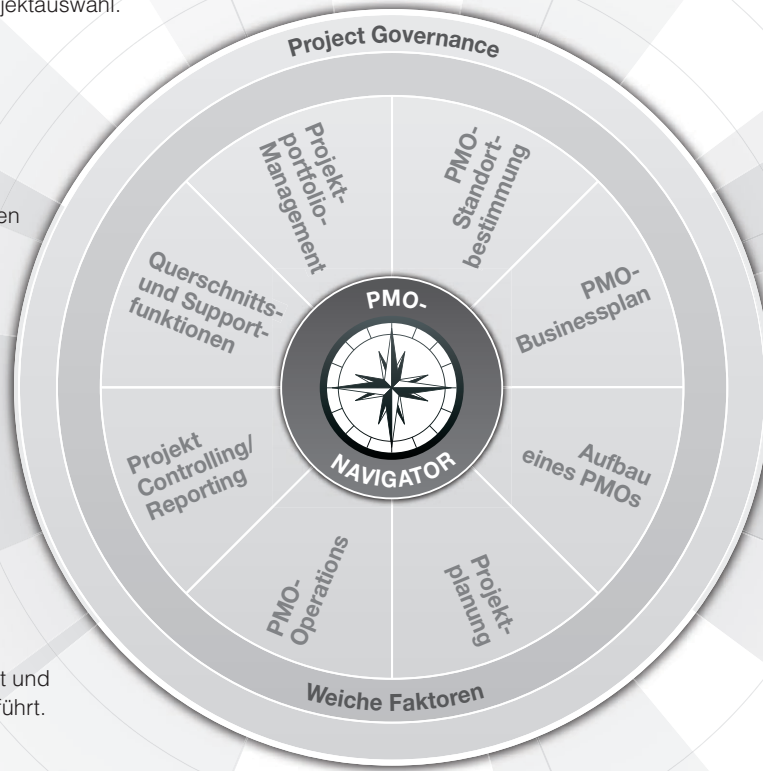 jektauswahl.
Project Governance
Projekt-
portfolio-
Management
PMO-
Standort-
bestimmung
en
Querschnitts-
und Support-
funktionen
PMO-
Businessplan
PMO-
NAVIGATOR
Projekt
Controlling/
Reporting
Aufbau
eines PMOs
PMO-
Operations
Projekt-
planung
t und
führt.
Weiche Faktoren